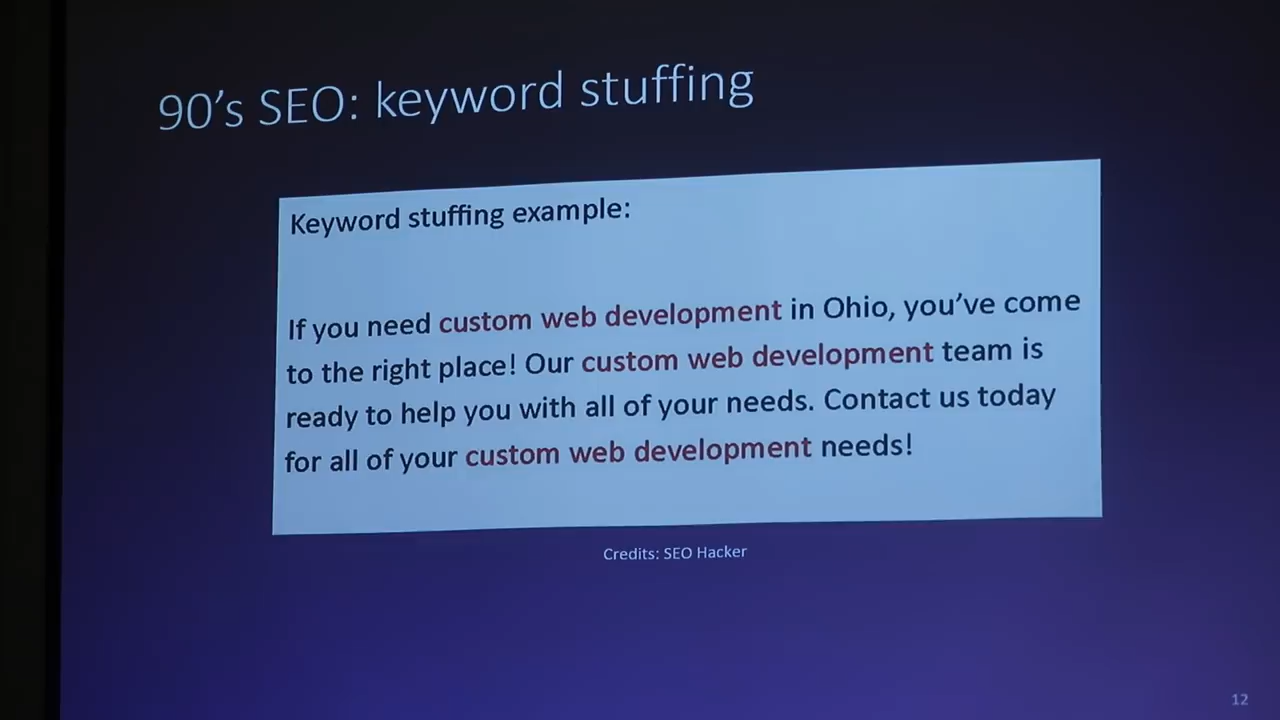 90's SEO: keyword stuffing
Keyword stuffing example:
If you need custom web development in Ohio, you've come
to the right place! Our custom web development team is
ready to help you with all of your needs. Contact us today
for all of your custom web development needs!
Credits: SEO Hacker
12